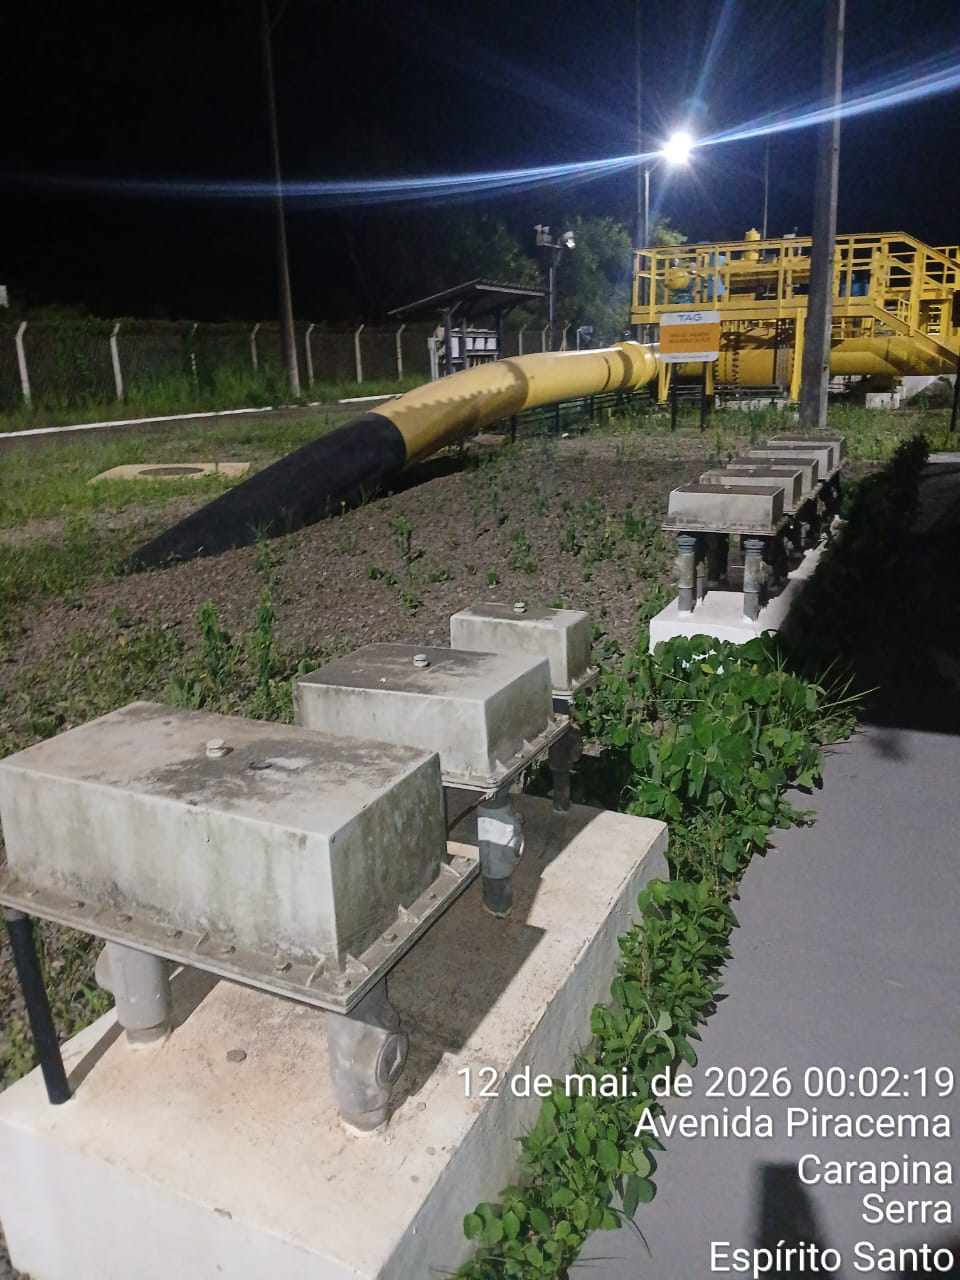 TAG
12 de mai. de 2026 00:02:19
Avenida Piracema
Carapina
Serra
Espírito Santo